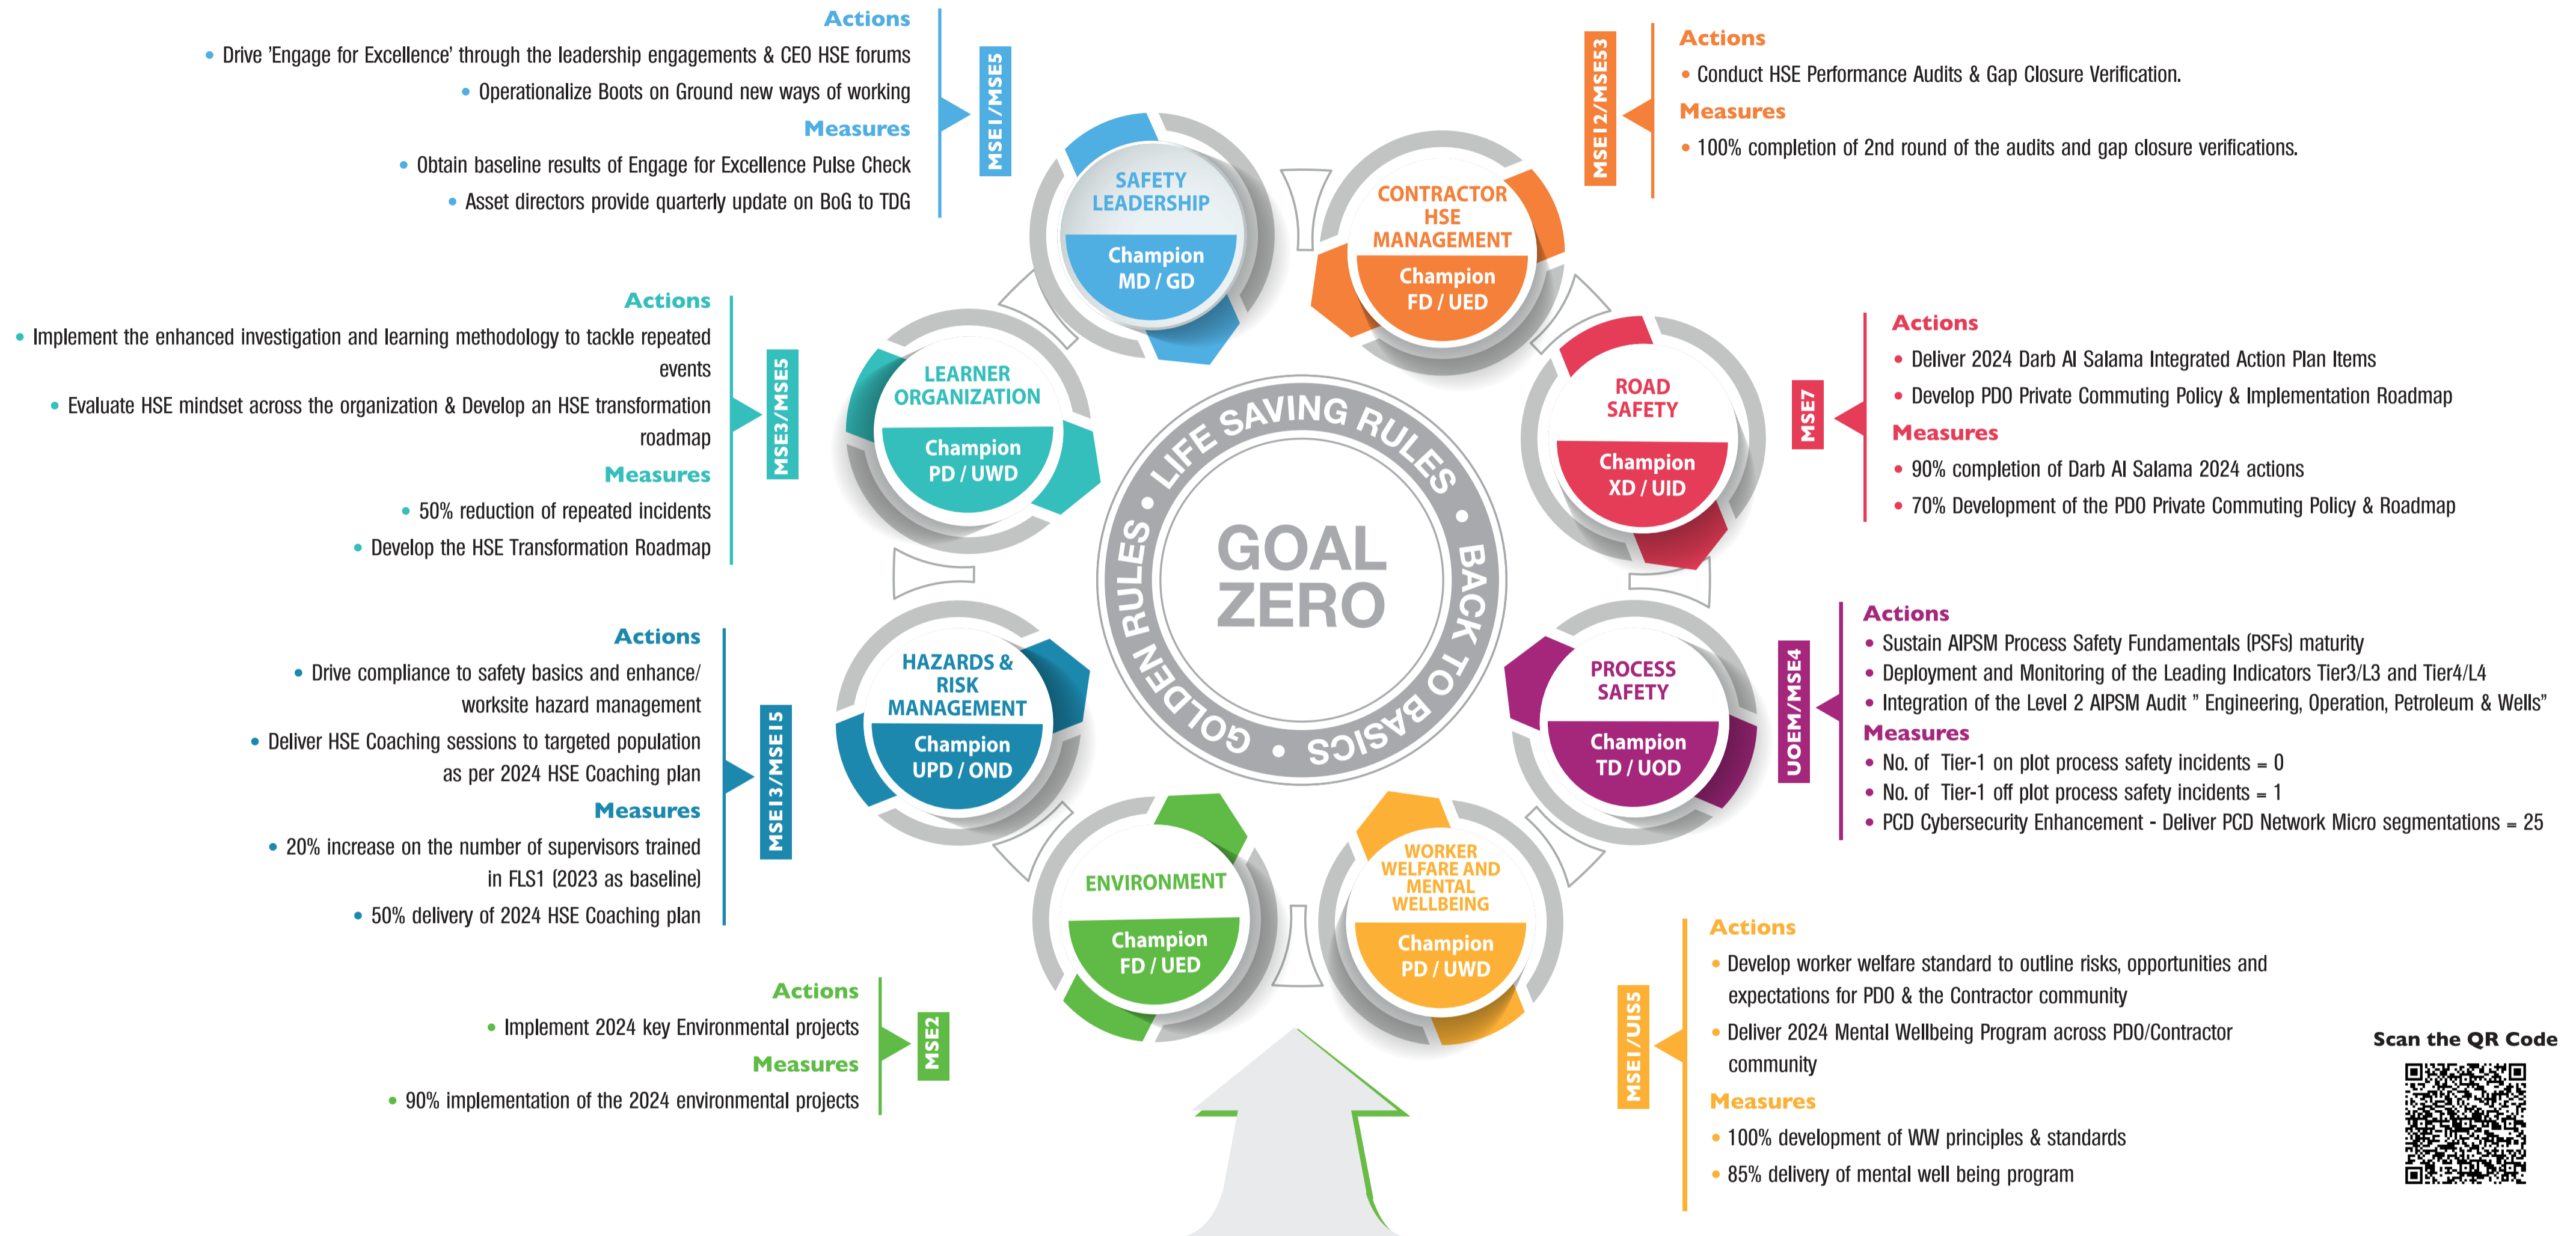 Actions
• Drive 'Engage for Excellence' through the leadership engagements & CEO HSE forums
• Operationalize Boots on Ground new ways of working
Measures
• Obtain baseline results of Engage for Excellence Pulse Check
• Asset directors provide quarterly update on BoG to TDG
MSE1/MSE5
SAFETY
LEADERSHIP
Champion
MD / GD
MSE12/MSE53
Actions
• Conduct HSE Performance Audits & Gap Closure Verification.
Measures
• 100% completion of 2nd round of the audits and gap closure verifications.
CONTRACTOR
HSE
MANAGEMENT
Champion
FD / UED
Actions
• Implement the enhanced investigation and learning methodology to tackle repeated
events
• Evaluate HSE mindset across the organization & Develop an HSE transformation
roadmap
Measures
• 50% reduction of repeated incidents
• Develop the HSE Transformation Roadmap
MSE3/MSE5
LEARNER
ORGANIZATION
Champion
PD / UWD
ROAD
SAFETY
Champion
XD / UID
MSE7
Actions
• Deliver 2024 Darb Al Salama Integrated Action Plan Items
• Develop PDO Private Commuting Policy & Implementation Roadmap
Measures
• 90% completion of Darb Al Salama 2024 actions
• 70% Development of the PDO Private Commuting Policy & Roadmap
GOLDEN RULES • LIFE SAVING RULES • BACK TO BASICS •
GOAL
ZERO
Actions
• Drive compliance to safety basics and enhance/
worksite hazard management
• Deliver HSE Coaching sessions to targeted population
as per 2024 HSE Coaching plan
Measures
• 20% increase on the number of supervisors trained
in FLS1 (2023 as baseline)
• 50% delivery of 2024 HSE Coaching plan
MSE13/MSE15
HAZARDS &
RISK
MANAGEMENT
Champion
UPD / OND
PROCESS
SAFETY
Champion
TD / UOD
UOEM/MSE4
Actions
• Sustain AIPSM Process Safety Fundamentals (PSFs) maturity
• Deployment and Monitoring of the Leading Indicators Tier3/L3 and Tier4/L4
• Integration of the Level 2 AIPSM Audit ” Engineering, Operation, Petroleum & Wells”
Measures
• No. of Tier-1 on plot process safety incidents = 0
• No. of Tier-1 off plot process safety incidents = 1
• PCD Cybersecurity Enhancement - Deliver PCD Network Micro segmentations = 25
Actions
• Implement 2024 key Environmental projects
Measures
• 90% implementation of the 2024 environmental projects
MSE2
ENVIRONMENT
Champion
FD / UED
WORKER
WELFARE AND
MENTAL
WELLBEING
Champion
PD / UWD
MSE1/UIS5
Actions
• Develop worker welfare standard to outline risks, opportunities and
expectations for PDO & the Contractor community
• Deliver 2024 Mental Wellbeing Program across PDO/Contractor
community
Measures
• 100% development of WW principles & standards
• 85% delivery of mental well being program
Scan the QR Code